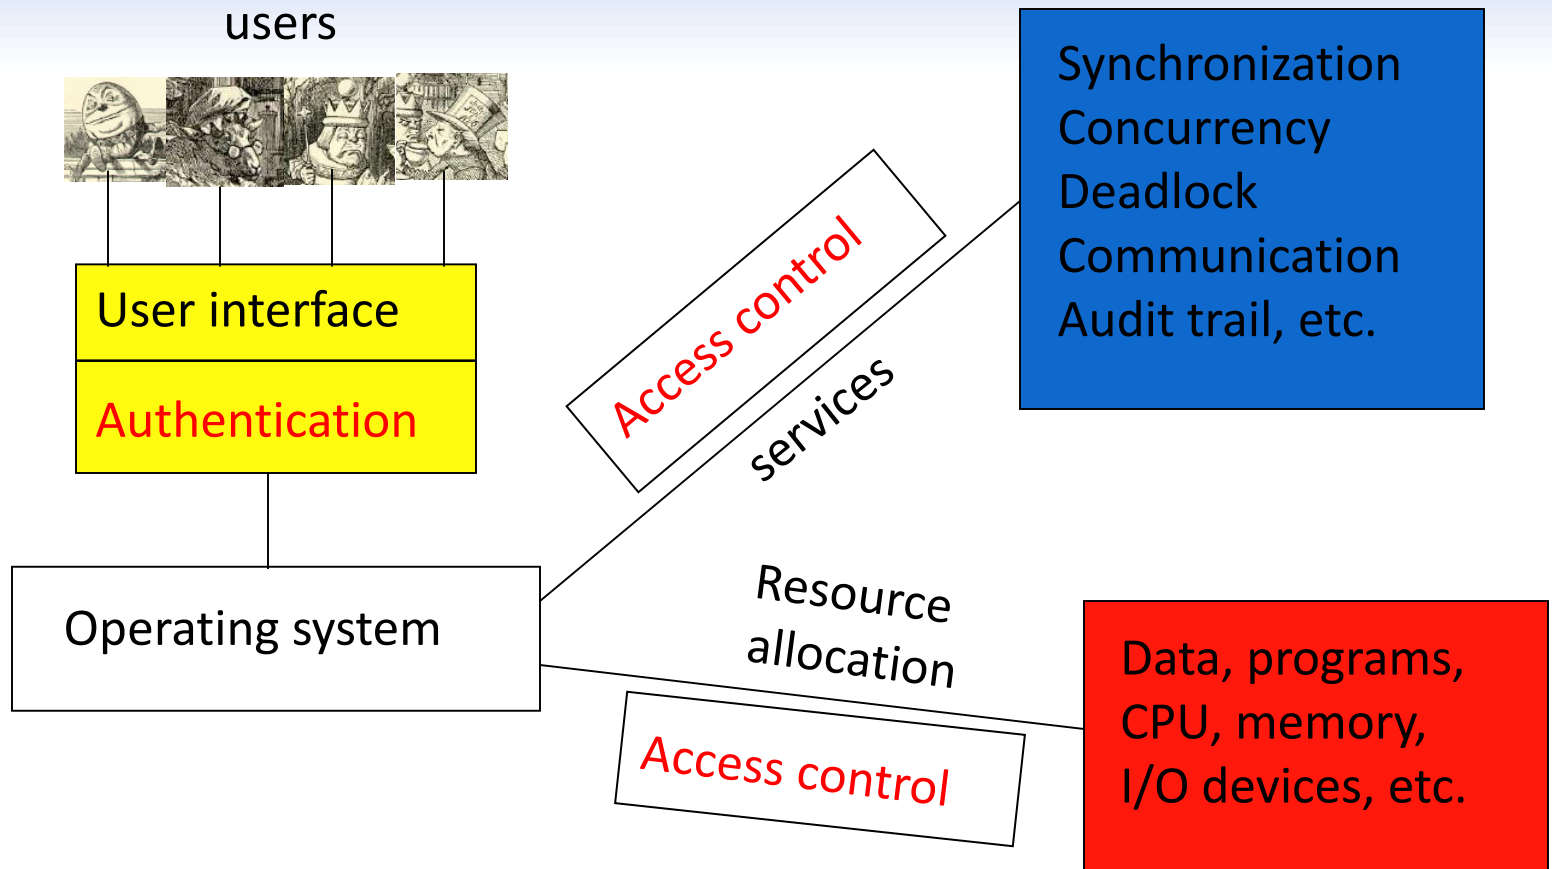 users
User interface
Authentication
Operating system
Access control
services
Synchronization
Concurrency
Deadlock
Communication
Audit trail, etc.
Resource
allocation
Access control
Data, programs,
CPU, memory,
I/O devices, etc.